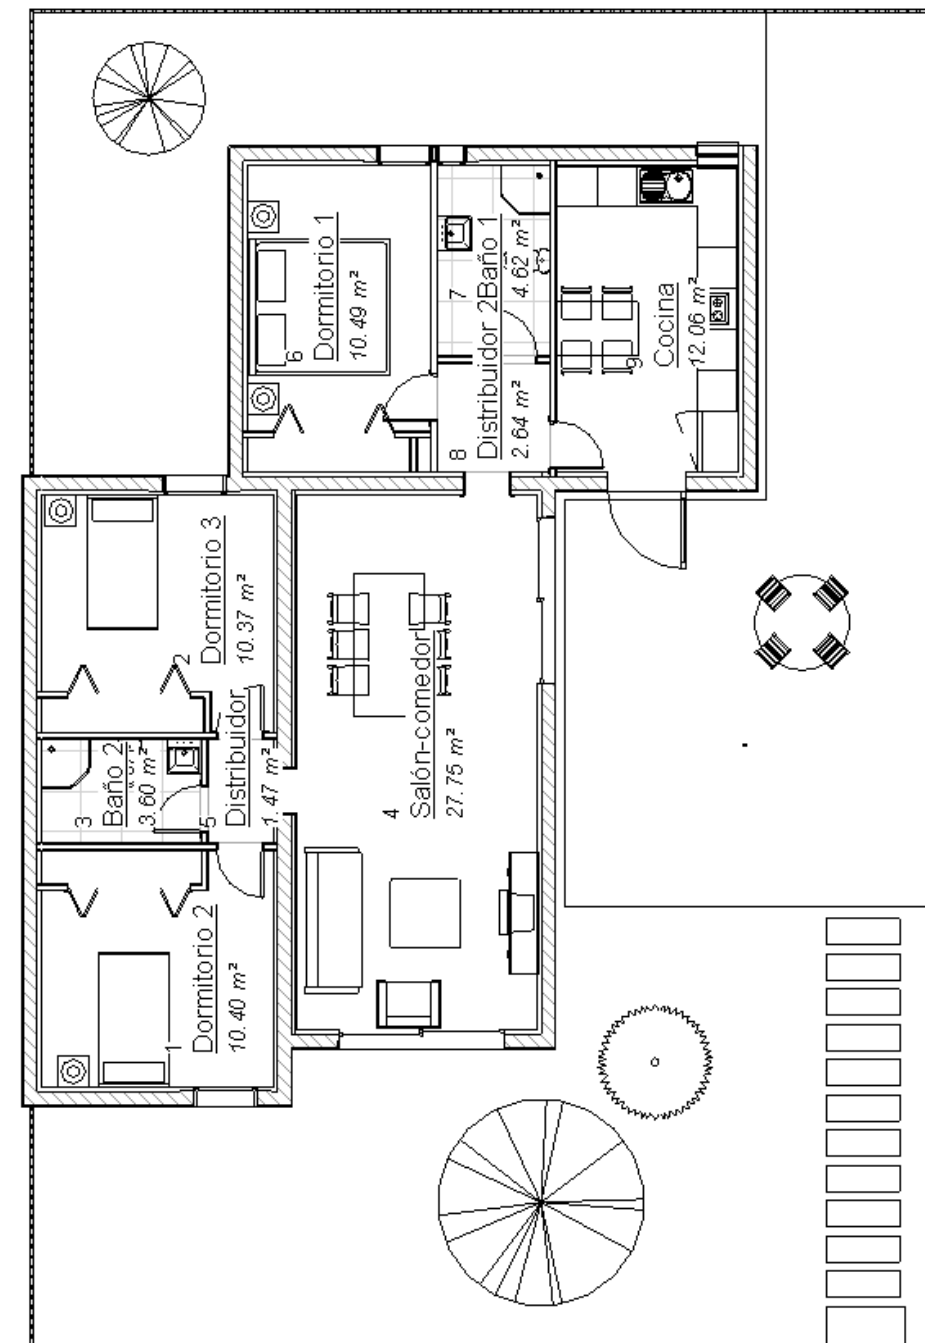 6
Dormitorio 1
10.49 m²
7
Baño 1
4.62 m²
8
Distribuidor 2
2.64 m²
9
Cocina
12.06 m²
2
Dormitorio 3
10.37 m²
3
Baño 2
3.60 m²
5
Distribuidor
1.47 m²
4
Salón-comedor
27.75 m²
1
Dormitorio 2
10.40 m²